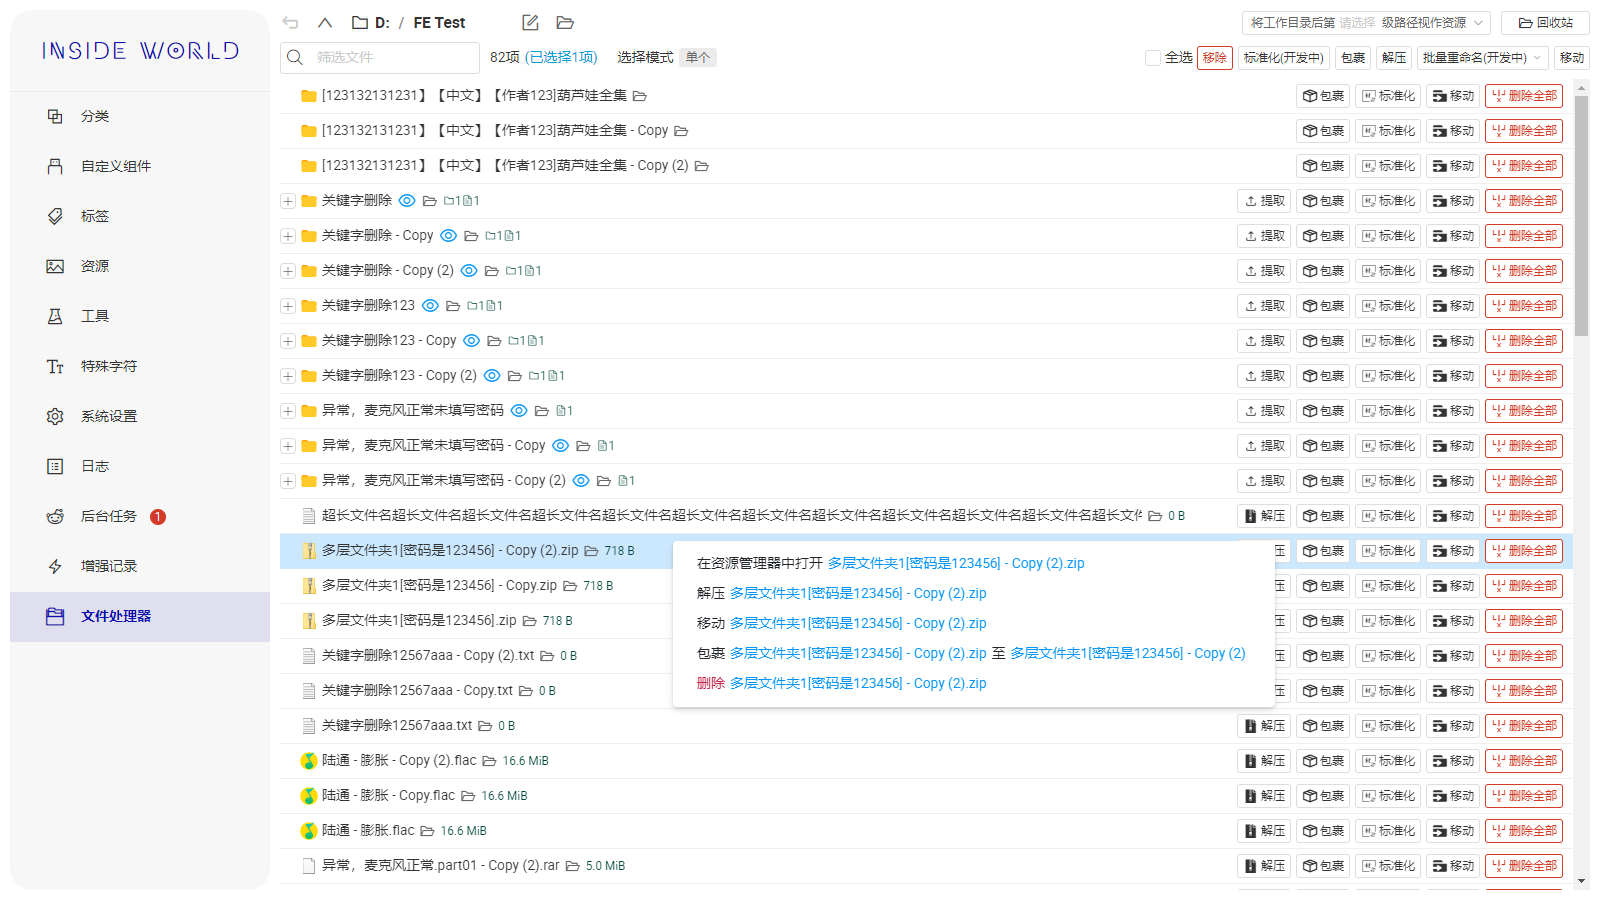 INSIDE WORLD
分类
自定义组件
标签
资源
工具
特殊字符
系统设置
日志
后台任务 1
增强记录
文件处理器
D: / FE Test
将工作目录后第 请选择 级路径视作资源 回收站
筛选文件 82项 (已选择1项) 选择模式 单个 全选 移除 标准化(开发中) 包裹 解压 批量重命名(开发中) 移动
[123132131231】【中文】【作者123]葫芦娃全集 包裹 标准化 移动 删除全部
[123132131231】【中文】【作者123]葫芦娃全集 - Copy 包裹 标准化 移动 删除全部
[123132131231】【中文】【作者123]葫芦娃全集 - Copy (2) 包裹 标准化 移动 删除全部
关键字删除 1 1 提取 包裹 标准化 移动 删除全部
关键字删除 - Copy 1 1 提取 包裹 标准化 移动 删除全部
关键字删除 - Copy (2) 1 1 提取 包裹 标准化 移动 删除全部
关键字删除123 1 1 提取 包裹 标准化 移动 删除全部
关键字删除123 - Copy 1 1 提取 包裹 标准化 移动 删除全部
关键字删除123 - Copy (2) 1 1 提取 包裹 标准化 移动 删除全部
异常，麦克风正常未填写密码 1 提取 包裹 标准化 移动 删除全部
异常，麦克风正常未填写密码 - Copy 1 提取 包裹 标准化 移动 删除全部
异常，麦克风正常未填写密码 - Copy (2) 1 提取 包裹 标准化 移动 删除全部
超长文件名超长文件名超长文件名超长文件名超长文件名超长文件名超长文件名超长文件名超长文件名超长文件名超长文件名超长文 0 B 解压 包裹 标准化 移动 删除全部
多层文件夹1[密码是123456] - Copy (2).zip 718 B 压 包裹 标准化 移动 删除全部
多层文件夹1[密码是123456] - Copy.zip 718 B 压 包裹 标准化 移动 删除全部
多层文件夹1[密码是123456].zip 718 B 压 包裹 标准化 移动 删除全部
关键字删除12567aaa - Copy (2).txt 0 B 压 包裹 标准化 移动 删除全部
关键字删除12567aaa - Copy.txt 0 B 压 包裹 标准化 移动 删除全部
关键字删除12567aaa.txt 0 B 解压 包裹 标准化 移动 删除全部
陆通 - 膨胀 - Copy (2).flac 16.6 MiB 解压 包裹 标准化 移动 删除全部
陆通 - 膨胀 - Copy.flac 16.6 MiB 解压 包裹 标准化 移动 删除全部
陆通 - 膨胀.flac 16.6 MiB 解压 包裹 标准化 移动 删除全部
异常，麦克风正常.part01 - Copy (2).rar 5.0 MiB 解压 包裹 标准化 移动 删除全部
在资源管理器中打开 多层文件夹1[密码是123456] - Copy (2).zip
解压 多层文件夹1[密码是123456] - Copy (2).zip
移动 多层文件夹1[密码是123456] - Copy (2).zip
包裹 多层文件夹1[密码是123456] - Copy (2).zip 至 多层文件夹1[密码是123456] - Copy (2)
删除 多层文件夹1[密码是123456] - Copy (2).zip